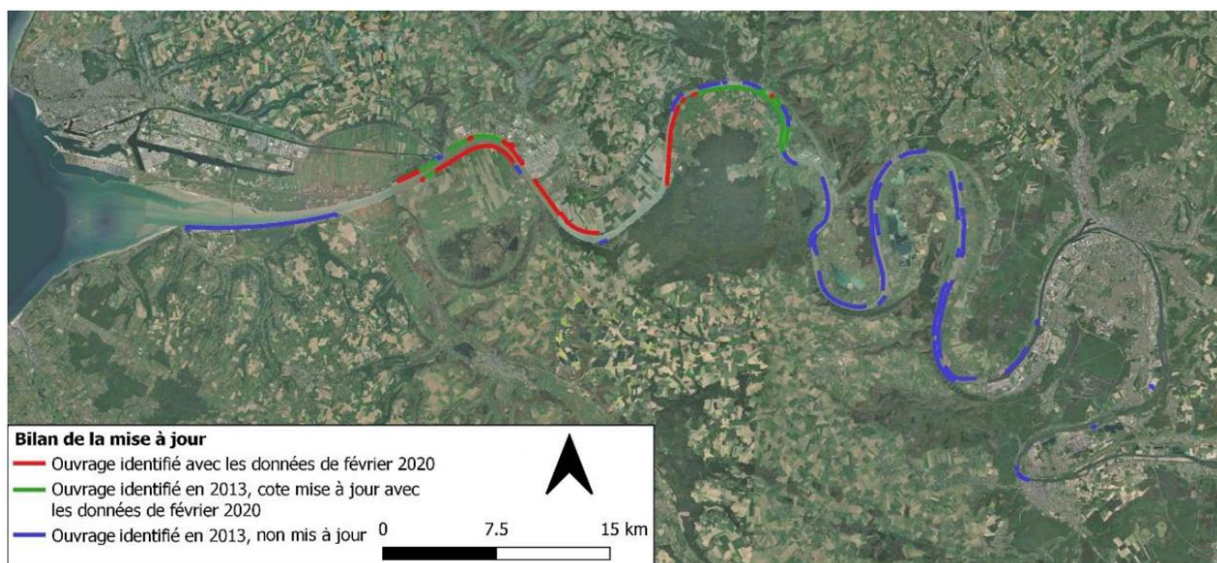 Bilan de la mise à jour
Ouvrage identifié avec les données de février 2020
Ouvrage identifié en 2013, cote mise à jour avec
les données de février 2020
Ouvrage identifié en 2013, non mis à jour
0 7.5 15 km